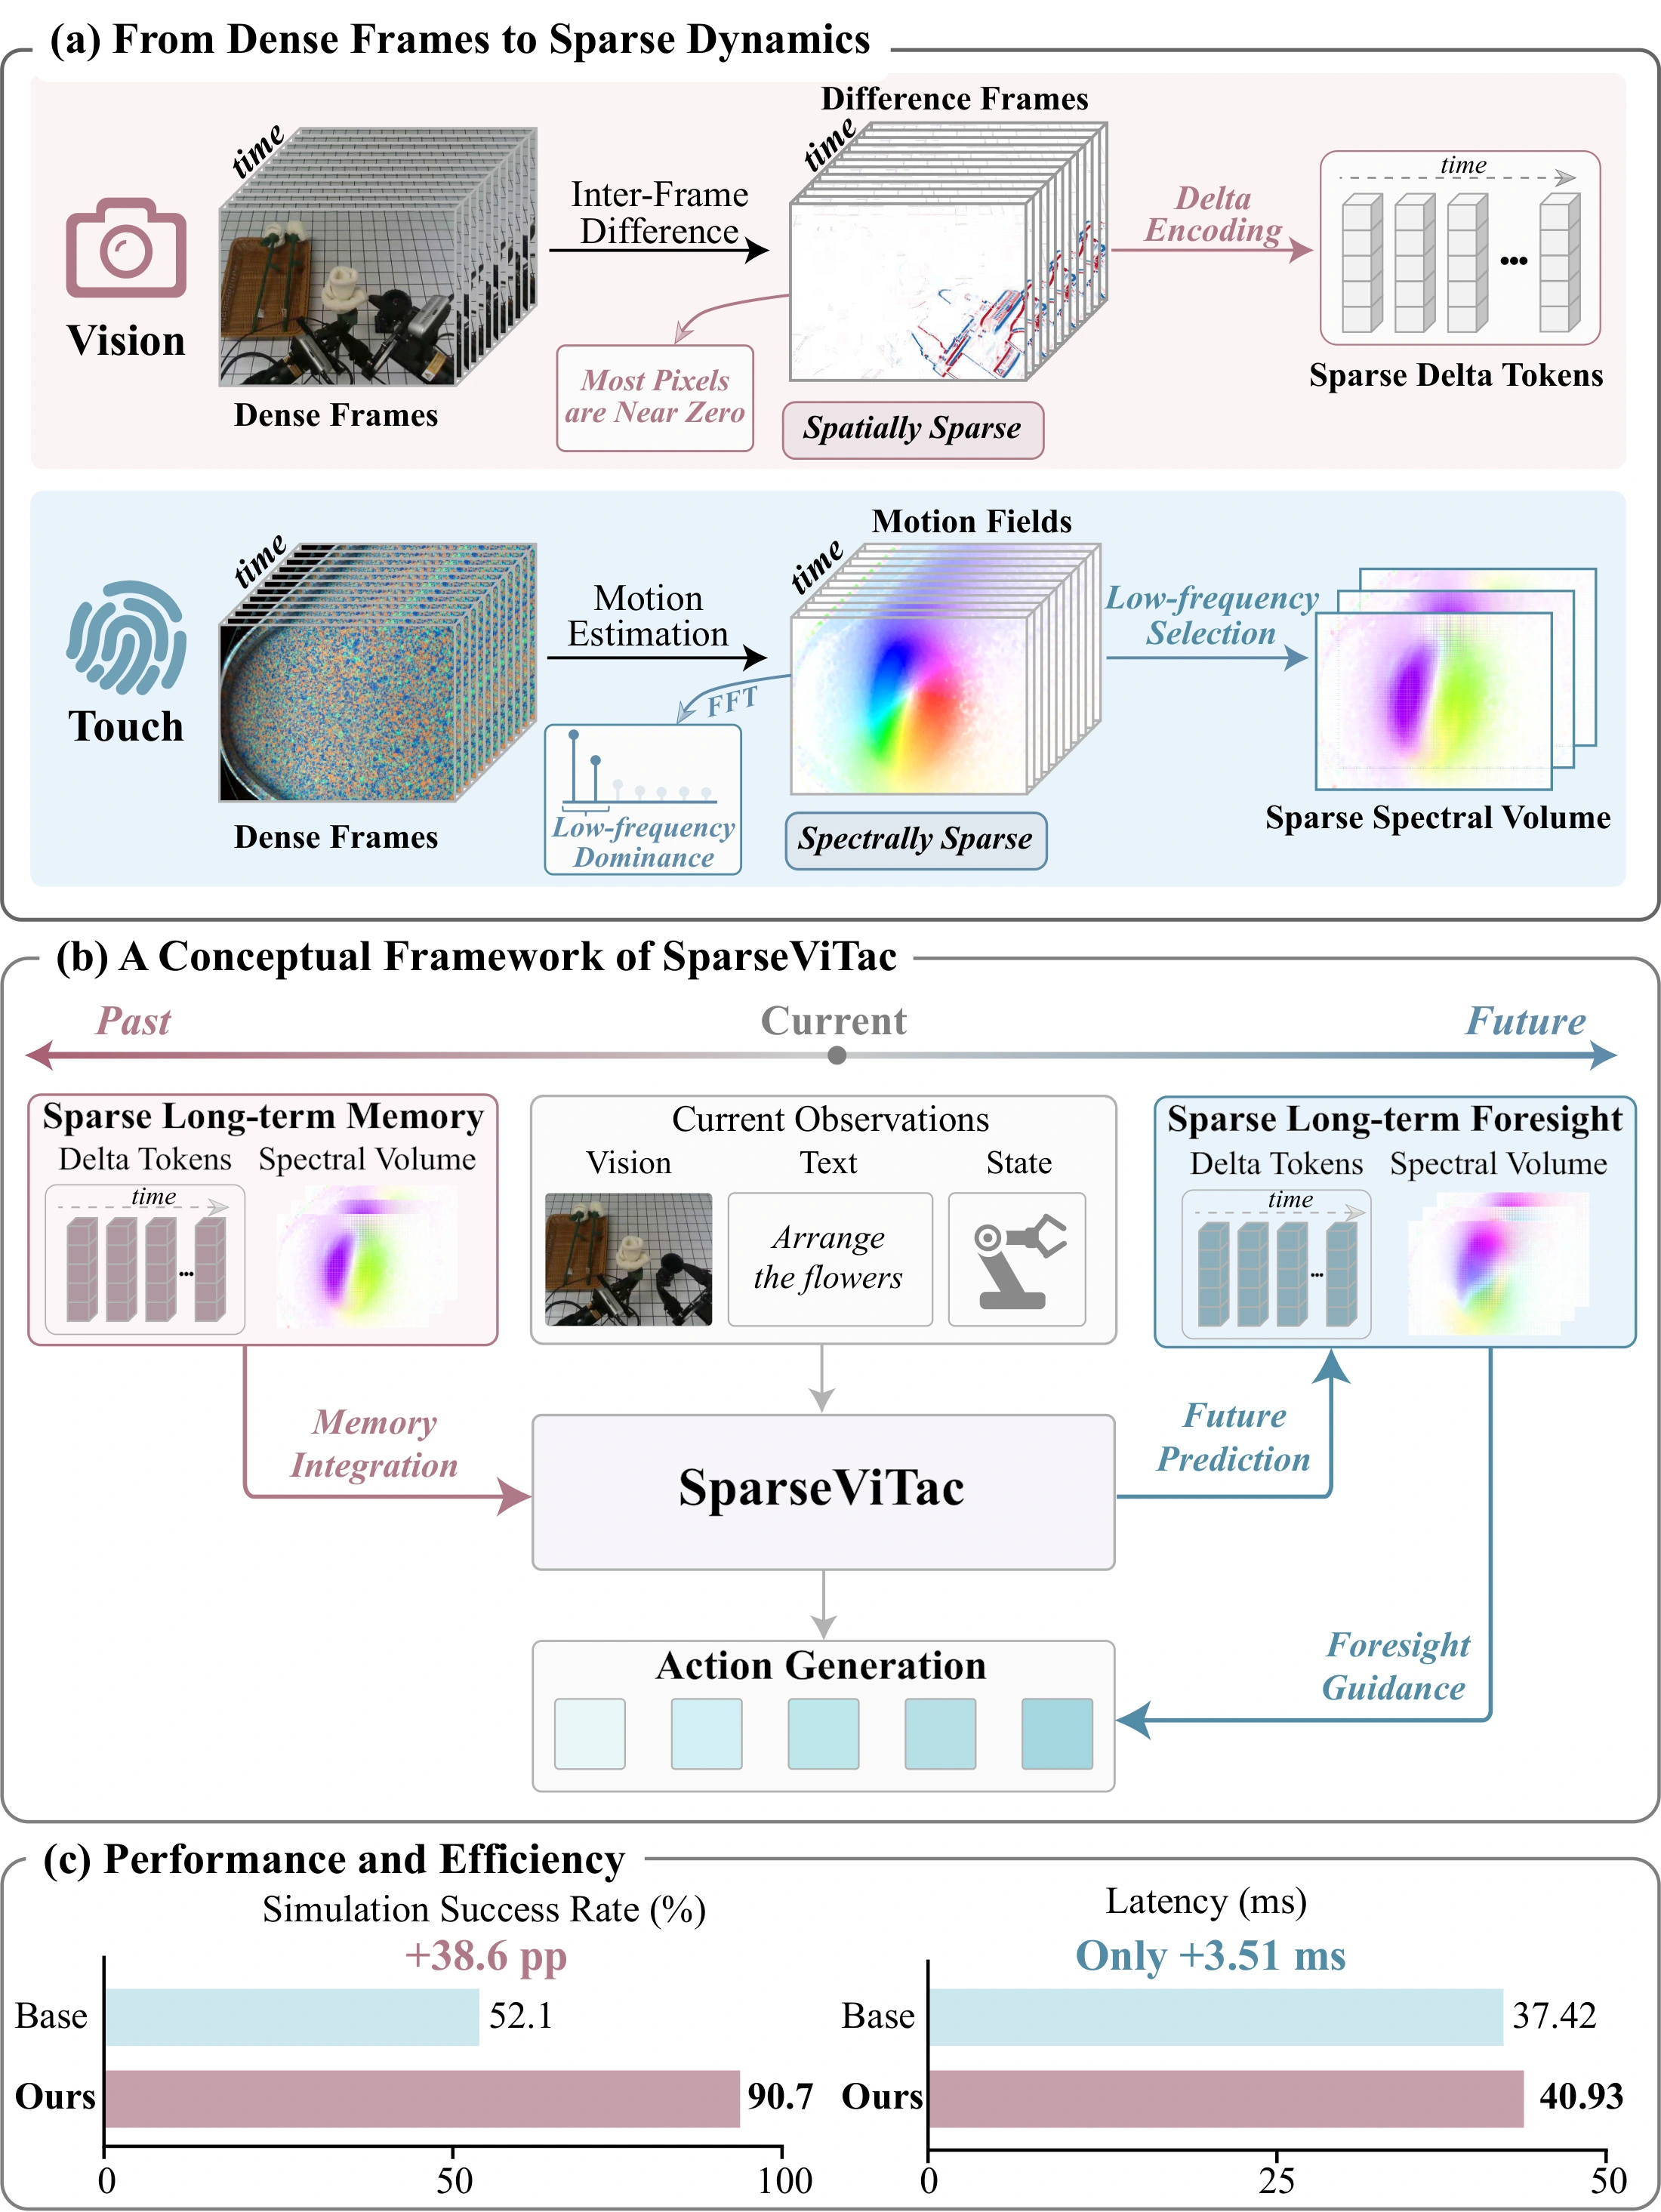 (a) From Dense Frames to Sparse Dynamics
Vision
time
Dense Frames
Inter-Frame
Difference
Most Pixels
are Near Zero
Difference Frames
time
Spatially Sparse
Delta
Encoding
time
...
Sparse Delta Tokens
Touch
time
Dense Frames
Motion
Estimation
FFT
Low-frequency
Dominance
Motion Fields
time
Spectrally Sparse
Low-frequency
Selection
Sparse Spectral Volume
(b) A Conceptual Framework of SparseViTac
Past
Current
Future
Sparse Long-term Memory
Delta Tokens
Spectral Volume
time
...
Current Observations
Vision
Text
State
Arrange
the flowers
Sparse Long-term Foresight
Delta Tokens
Spectral Volume
time
...
Memory
Integration
SparseViTac
Future
Prediction
Action Generation
Foresight
Guidance
(c) Performance and Efficiency
Simulation Success Rate (%)
+38.6 pp
Base
52.1
Ours
90.7
0
50
100
Latency (ms)
Only +3.51 ms
Base
37.42
Ours
40.93
0
25
50